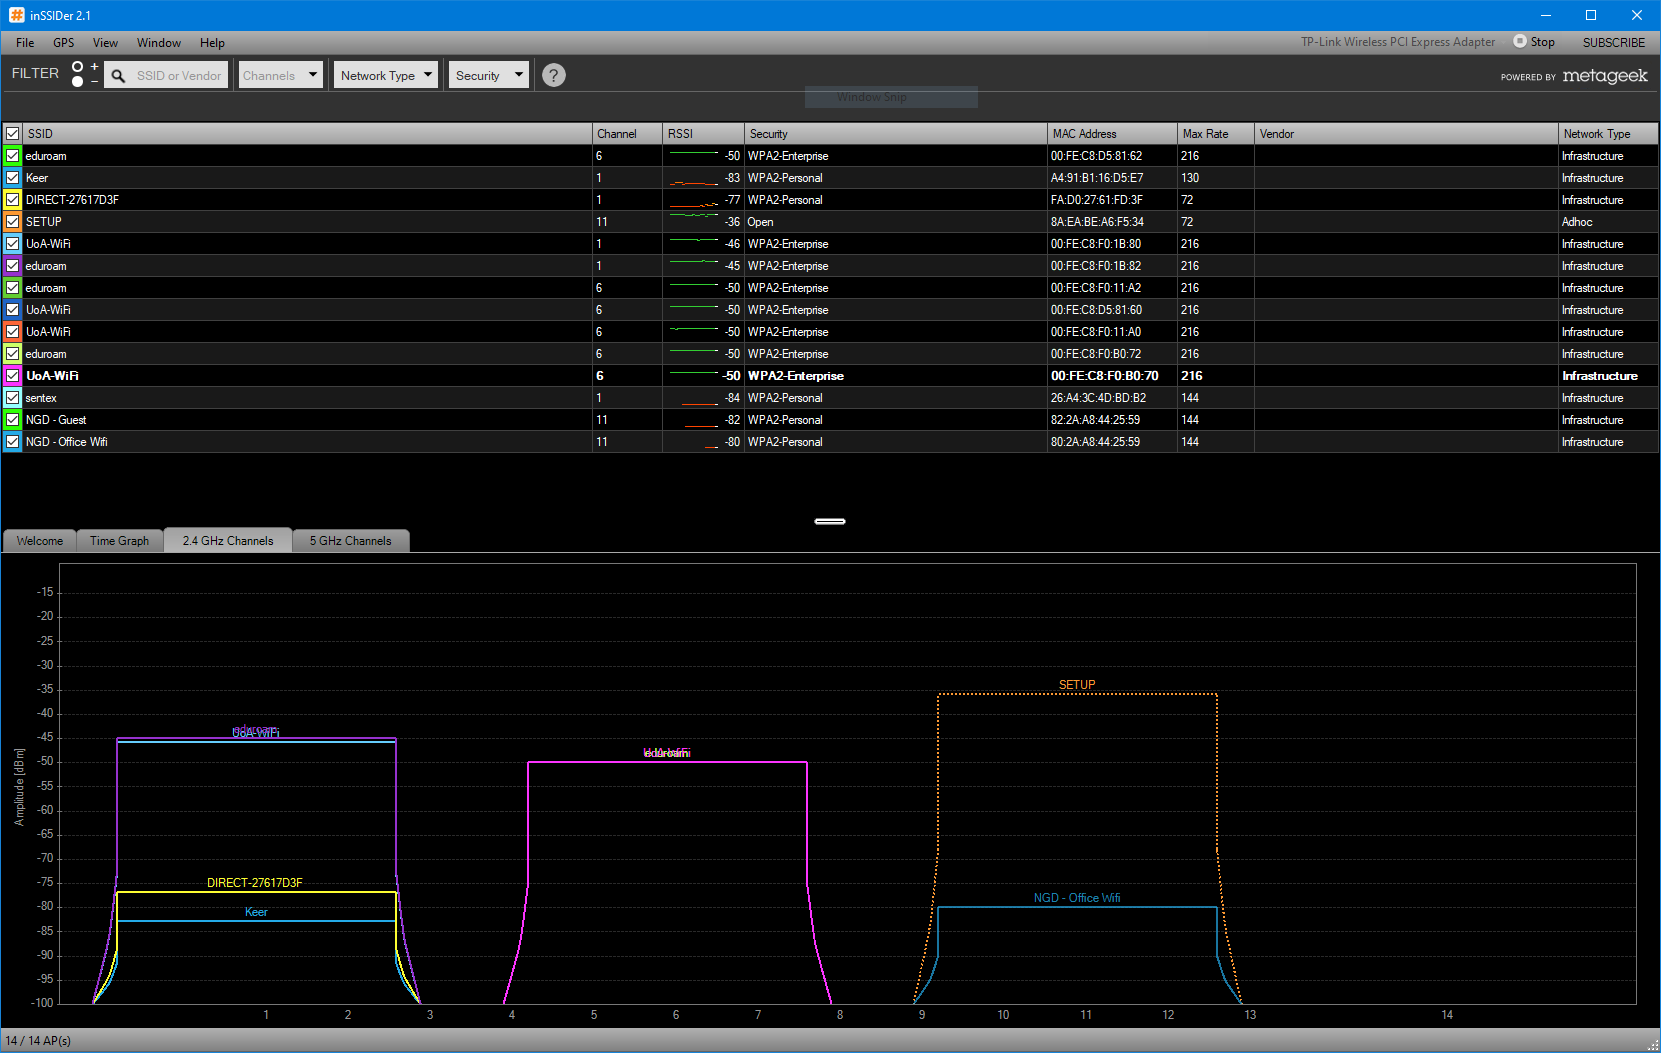 inSSIDer 2.1
File GPS View Window Help TP-Link Wireless PCI Express Adapter Stop SUBSCRIBE
FILTER + - SSID or Vendor Channels Network Type Security ? POWERED BY metageek
Window Snip
SSID Channel RSSI Security MAC Address Max Rate Vendor Network Type
eduroam 6 -50 WPA2-Enterprise 00:FE:C8:D5:81:62 216 Infrastructure
Keer 1 -83 WPA2-Personal A4:91:B1:16:D5:E7 130 Infrastructure
DIRECT-27617D3F 1 -77 WPA2-Personal FA:D0:27:61:FD:3F 72 Infrastructure
SETUP 11 -36 Open 8A:EA:BE:A6:F5:34 72 Adhoc
UoA-WiFi 1 -46 WPA2-Enterprise 00:FE:C8:F0:1B:80 216 Infrastructure
eduroam 1 -45 WPA2-Enterprise 00:FE:C8:F0:1B:82 216 Infrastructure
eduroam 6 -50 WPA2-Enterprise 00:FE:C8:F0:11:A2 216 Infrastructure
UoA-WiFi 6 -50 WPA2-Enterprise 00:FE:C8:D5:81:60 216 Infrastructure
UoA-WiFi 6 -50 WPA2-Enterprise 00:FE:C8:F0:11:A0 216 Infrastructure
eduroam 6 -50 WPA2-Enterprise 00:FE:C8:F0:B0:72 216 Infrastructure
UoA-WiFi 6 -50 WPA2-Enterprise 00:FE:C8:F0:B0:70 216 Infrastructure
sentex 1 -84 WPA2-Personal 26:A4:3C:4D:BD:B2 144 Infrastructure
NGD - Guest 11 -82 WPA2-Personal 82:2A:A8:44:25:59 144 Infrastructure
NGD - Office Wifi 11 -80 WPA2-Personal 80:2A:A8:44:25:59 144 Infrastructure
Welcome Time Graph 2.4 GHz Channels 5 GHz Channels
Amplitude [dBm]
-15
-20
-25
-30
-35
-40
-45
-50
-55
-60
-65
-70
-75
-80
-85
-90
-95
-100
SETUP
eduroam
UoA-WiFi
eduroam
DIRECT-27617D3F
NGD - Office Wifi
Keer
1 2 3 4 5 6 7 8 9 10 11 12 13 14
14 / 14 AP(s)